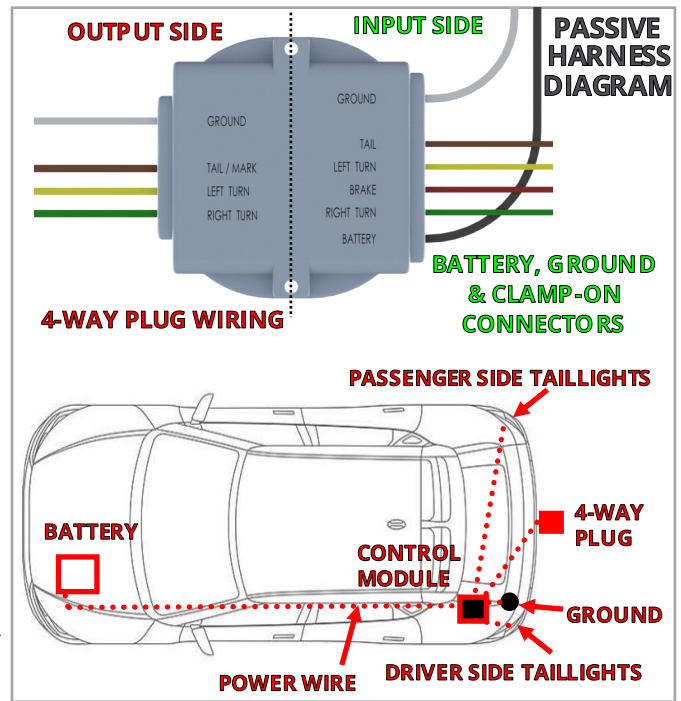 OUTPUT SIDE
INPUT SIDE
PASSIVE
HARNESS
DIAGRAM
GROUND
TAIL / MARK
LEFT TURN
RIGHT TURN
GROUND
TAIL
LEFT TURN
BRAKE
RIGHT TURN
BATTERY
4-WAY PLUG WIRING
BATTERY, GROUND
& CLAMP-ON
CONNECTORS
PASSENGER SIDE TAILLIGHTS
BATTERY
4-WAY
PLUG
CONTROL
MODULE
GROUND
POWER WIRE
DRIVER SIDE TAILLIGHTS